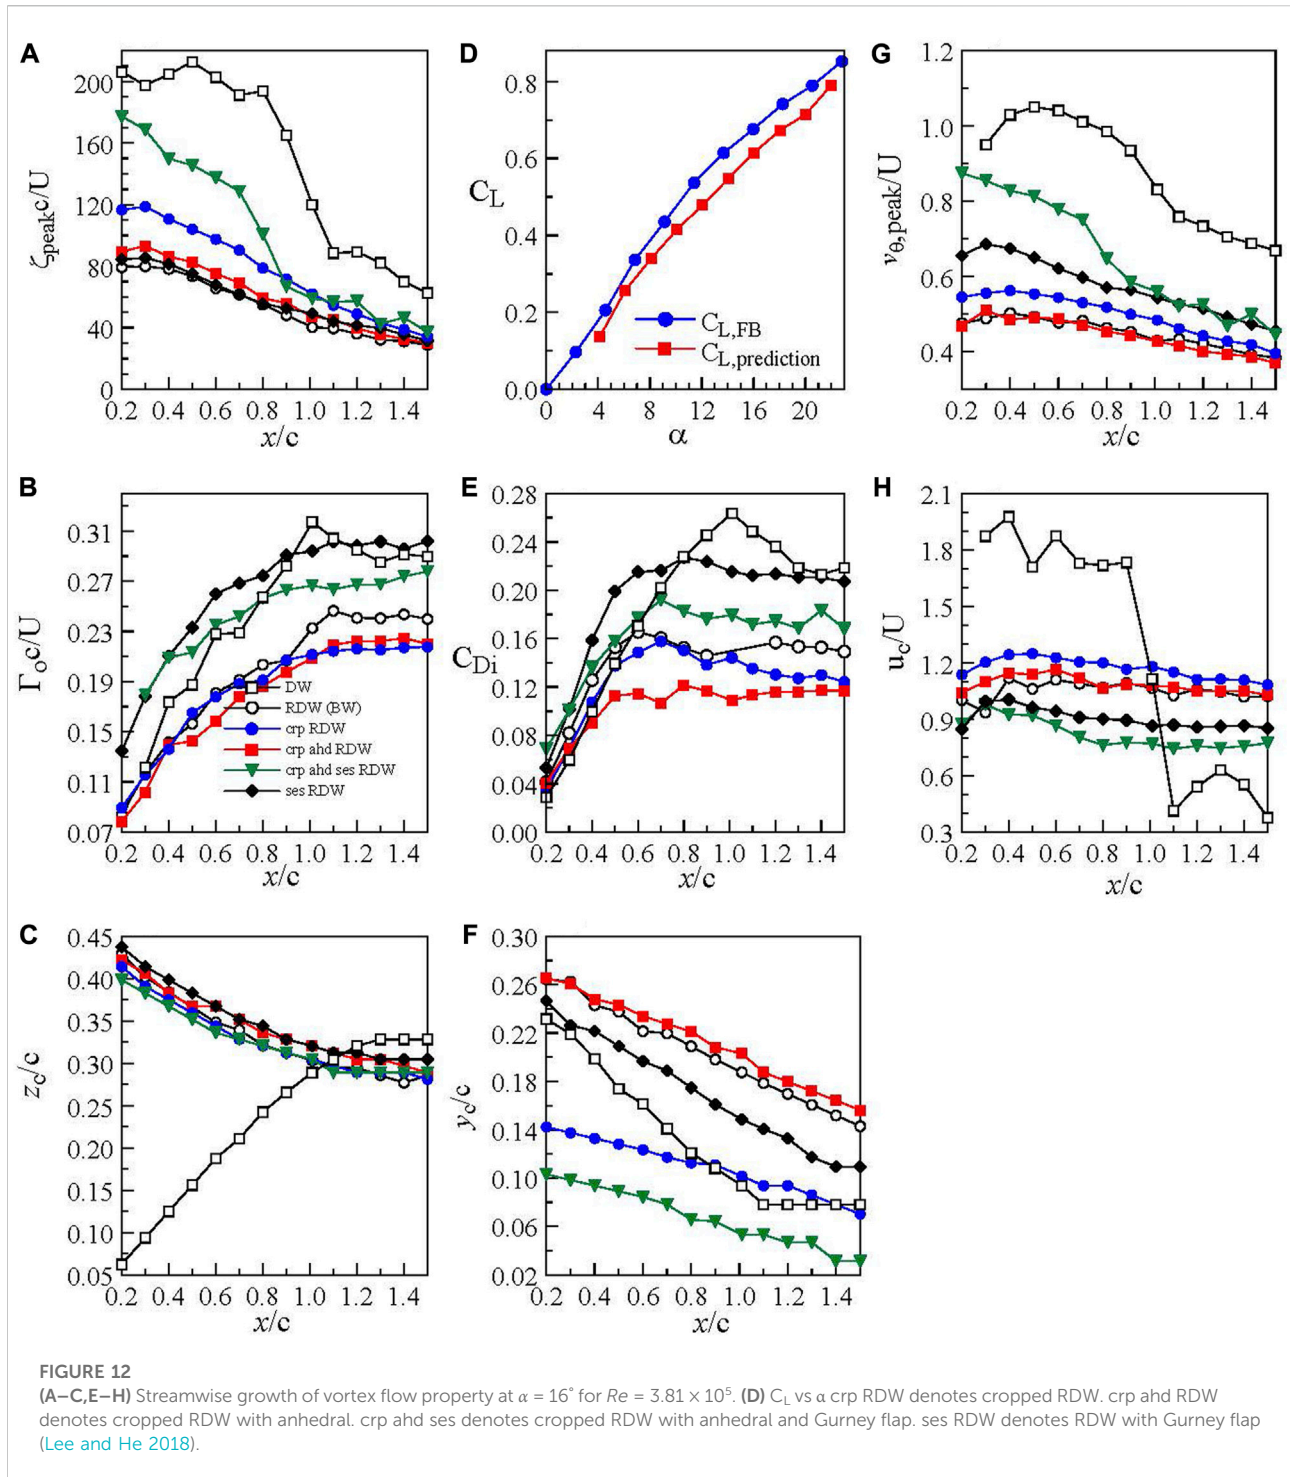 A
200
160
120
80
40
0
ζpeakc/U
0.2 0.4 0.6 0.8 1.0 1.2 1.4
x/c
D
0.8
0.6
0.4
0.2
0.0
CL
CL,FB
CL,prediction
0 4 8 12 16 20
α
G
1.2
1.0
0.8
0.6
0.4
vθ,peak/U
0.2 0.4 0.6 0.8 1.0 1.2 1.4
x/c
B
0.31
0.27
0.23
0.19
0.15
0.11
0.07
Γoc/U
DW
RDW (BW)
crp RDW
crp ahd RDW
crp ahd ses RDW
ses RDW
0.2 0.4 0.6 0.8 1.0 1.2 1.4
x/c
E
0.28
0.24
0.20
0.16
0.12
0.08
0.04
0.00
CDi
0.2 0.4 0.6 0.8 1.0 1.2 1.4
x/c
H
2.1
1.8
1.5
1.2
0.9
0.6
0.3
uc/U
0.2 0.4 0.6 0.8 1.0 1.2 1.4
x/c
C
0.45
0.40
0.35
0.30
0.25
0.20
0.15
0.10
0.05
zc/c
0.2 0.4 0.6 0.8 1.0 1.2 1.4
x/c
F
0.30
0.26
0.22
0.18
0.14
0.10
0.06
0.02
yc/c
0.2 0.4 0.6 0.8 1.0 1.2 1.4
x/c
FIGURE 12
(A–C,E–H) Streamwise growth of vortex flow property at α = 16° for Re = 3.81 × 10⁵. (D) CL vs α crp RDW denotes cropped RDW. crp ahd RDW
denotes cropped RDW with anhedral. crp ahd ses denotes cropped RDW with anhedral and Gurney flap. ses RDW denotes RDW with Gurney flap
(Lee and He 2018).